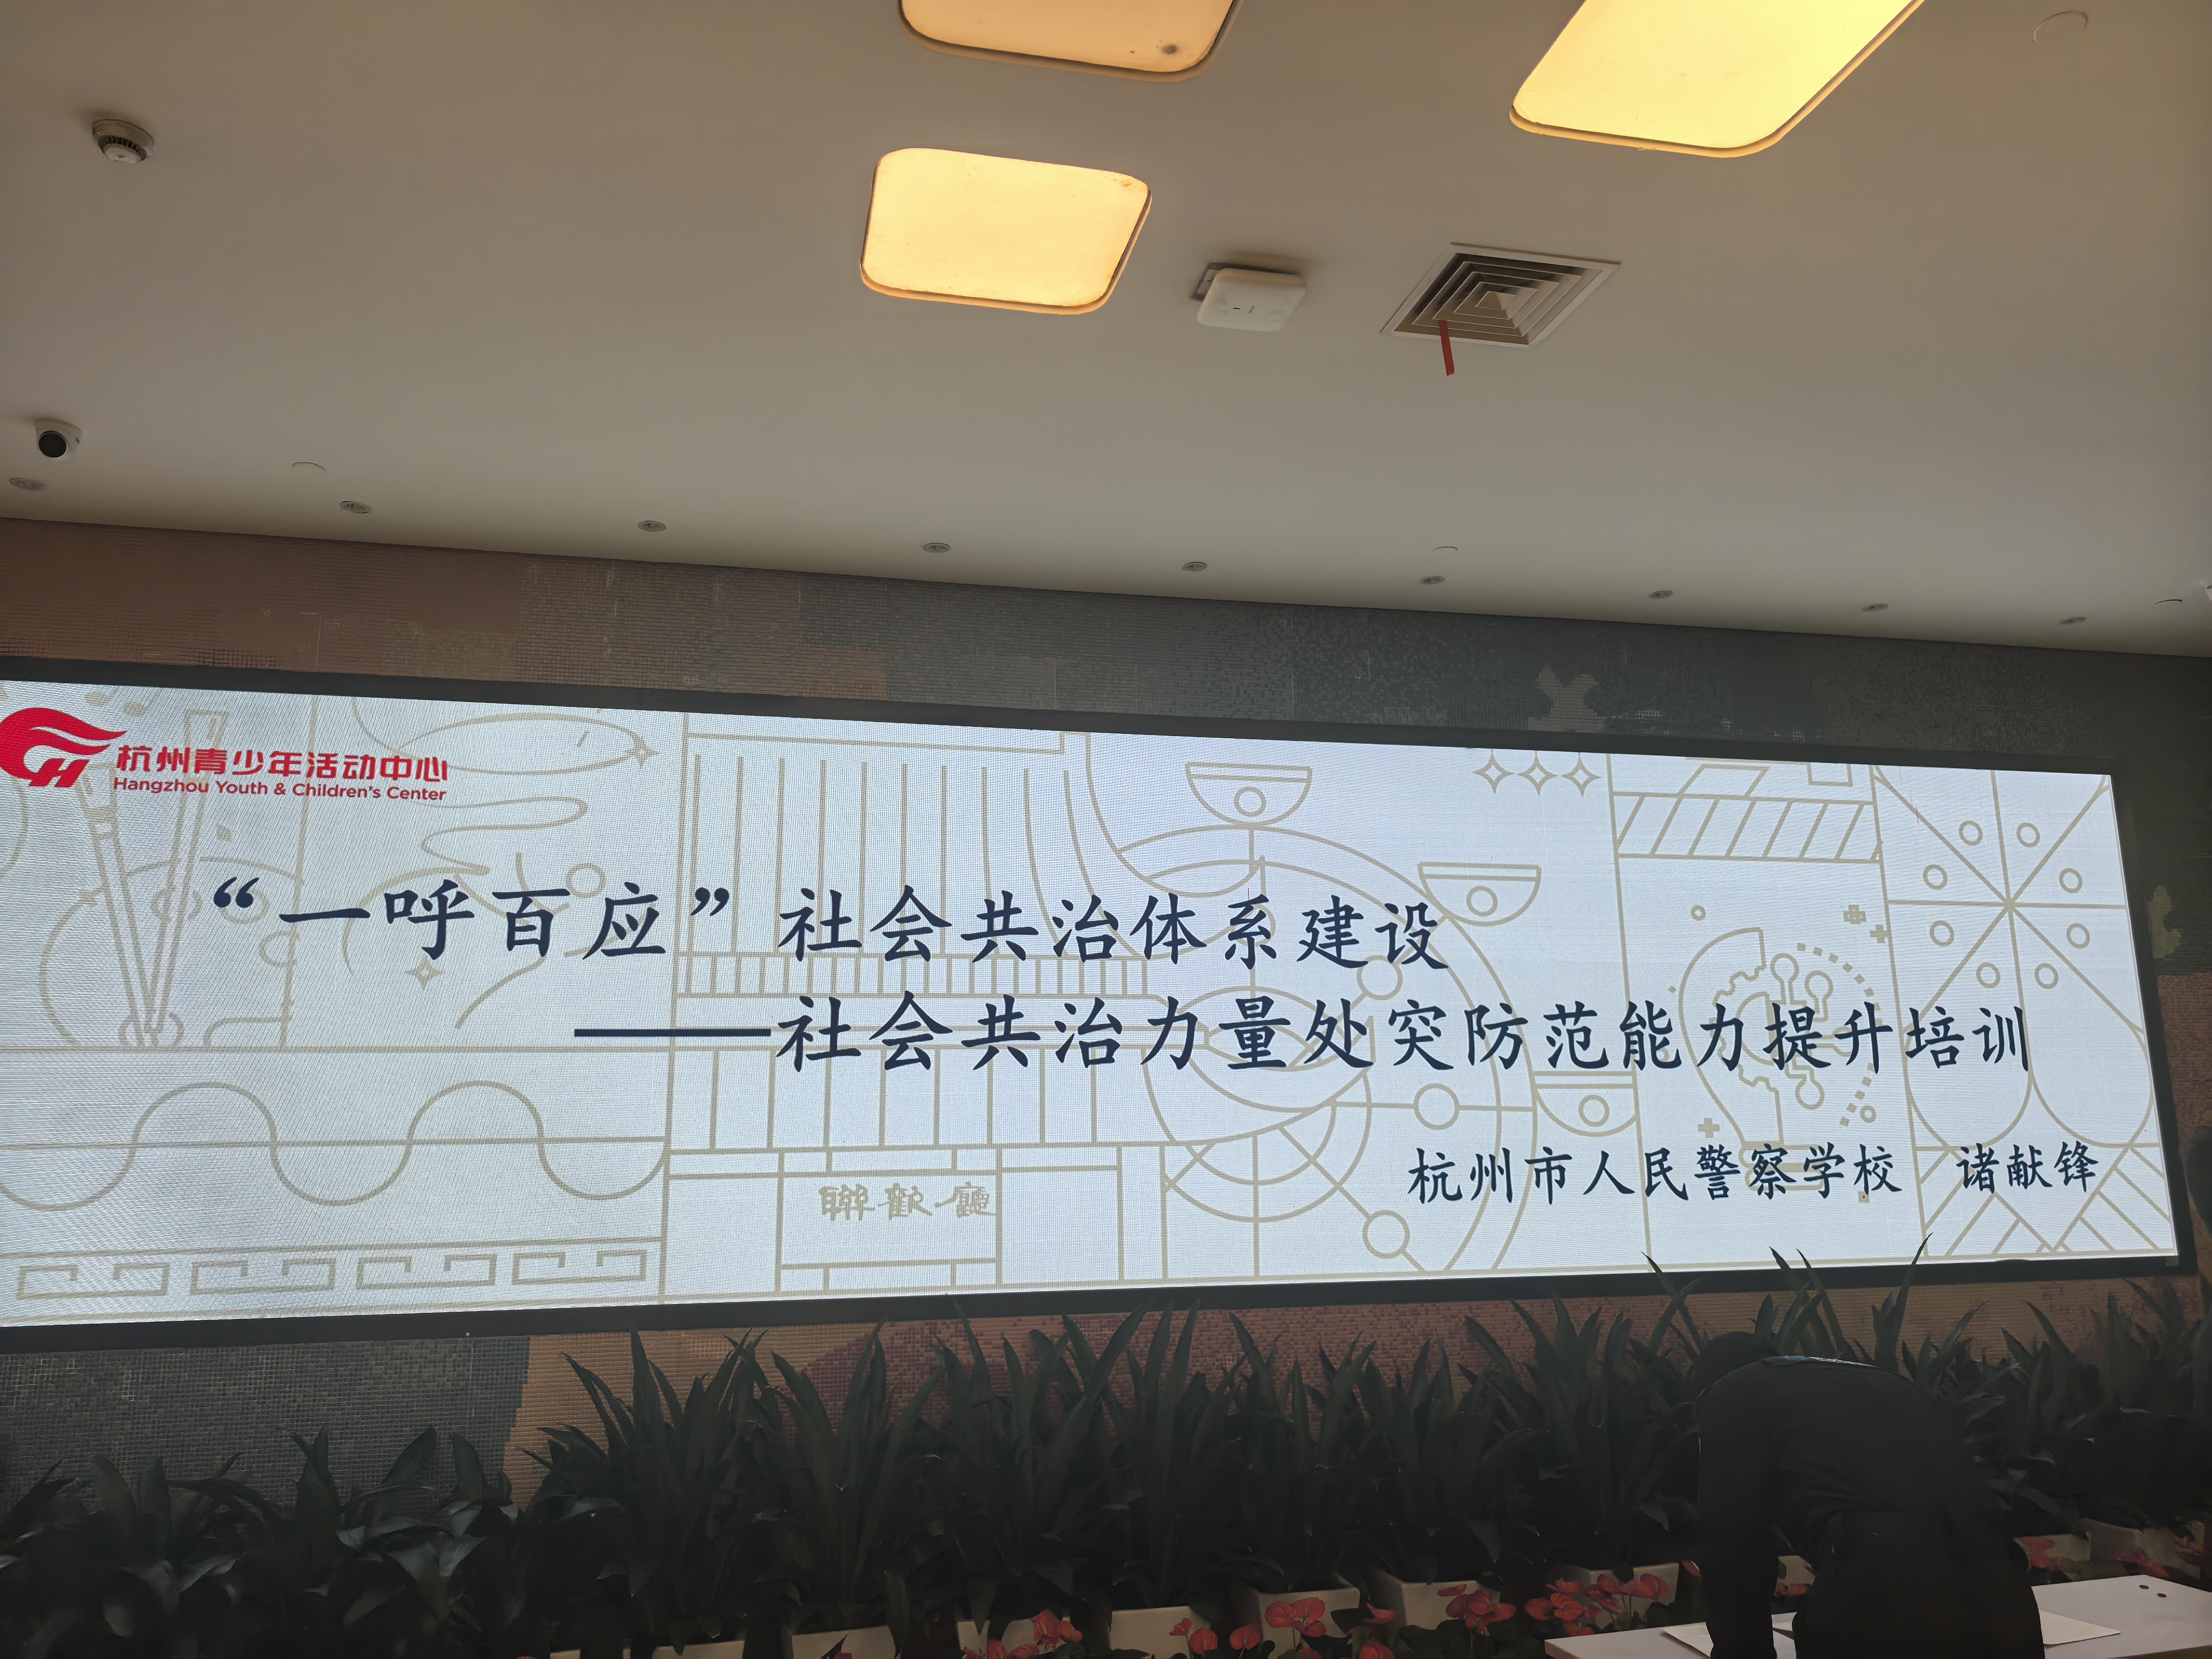 杭州青少年活动中心
Hangzhou Youth & Children's Center
“一呼百应”社会共治体系建设
——社会共治力量处突防范能力提升培训
杭州市人民警察学校 诸献锋
聯歡廳